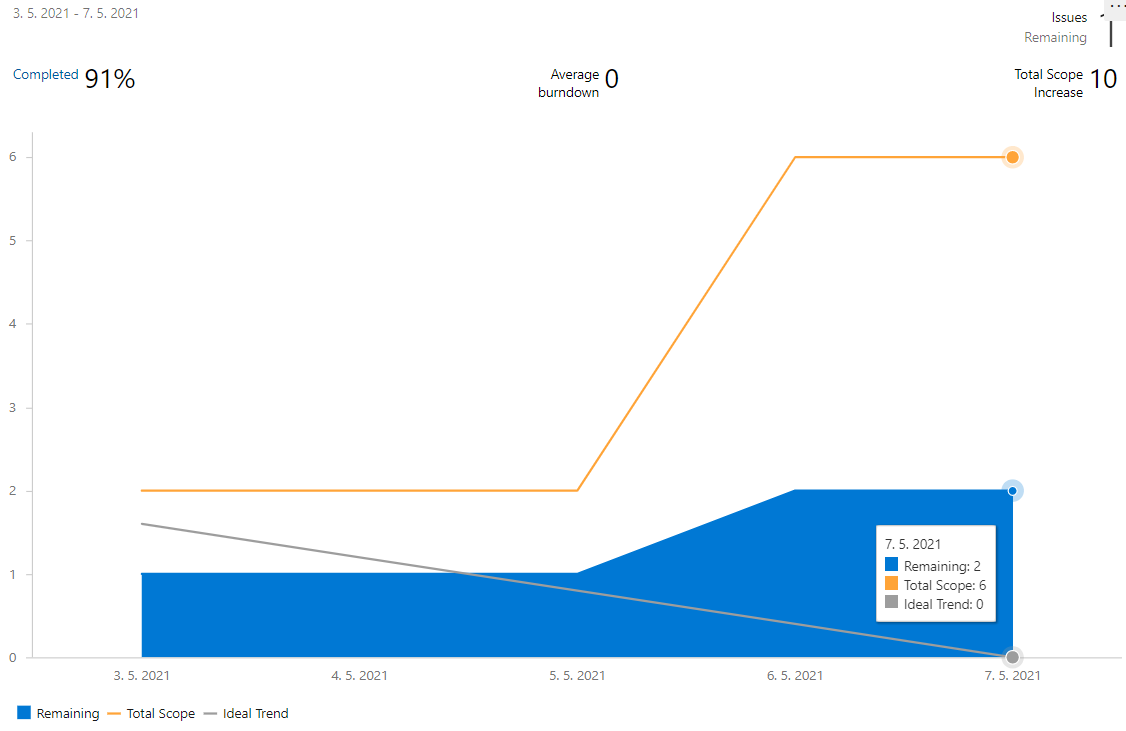 3. 5. 2021 - 7. 5. 2021
Issues
Remaining
Completed 91%
Average burndown 0
Total Scope Increase 10
6
5
4
3
2
1
0
7. 5. 2021
Remaining: 2
Total Scope: 6
Ideal Trend: 0
3. 5. 2021 4. 5. 2021 5. 5. 2021 6. 5. 2021 7. 5. 2021
Remaining Total Scope Ideal Trend